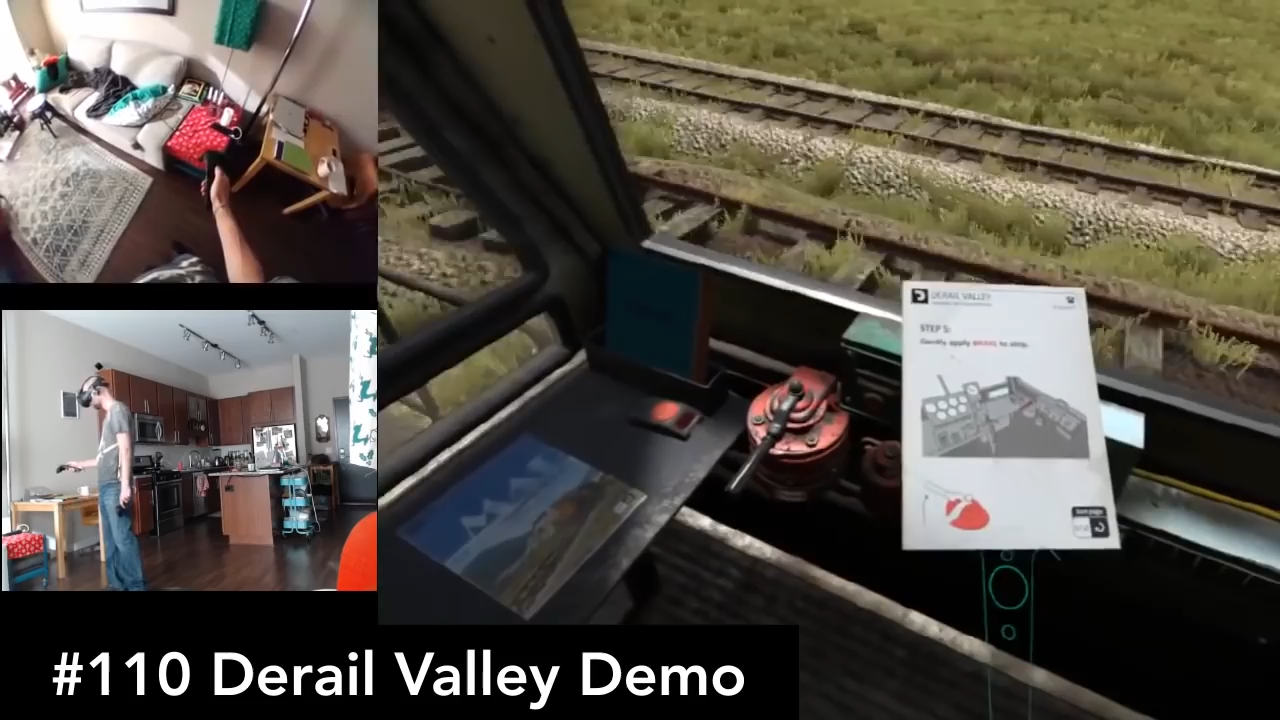 DERAIL VALLEY
STEP 5:
Gently apply BRAKE to stop.
#110 Derail Valley Demo